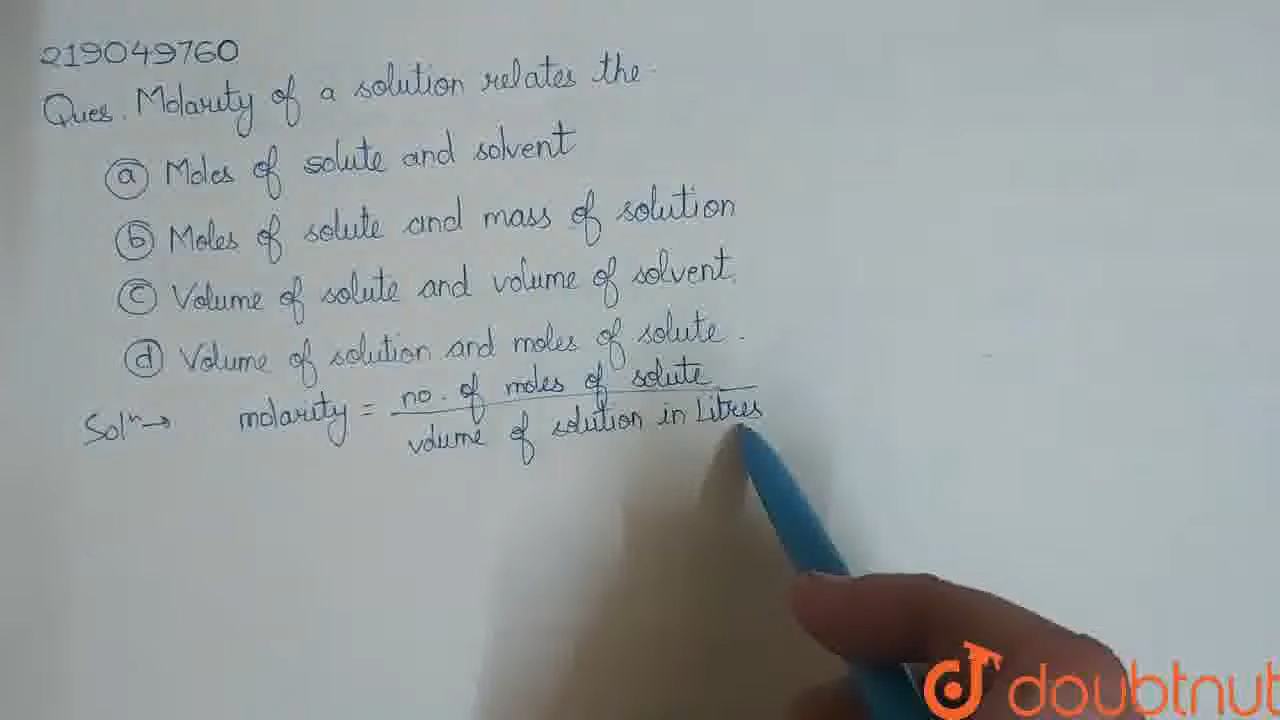 219049760
Ques. Molarity of a solution relates the
(a) Moles of solute and solvent
(b) Moles of solute and mass of solution
(c) Volume of solute and volume of solvent.
(d) Volume of solution and moles of solute.
Solⁿ→ molarity = no. of moles of solute
volume of solution in Litres
doubtnut